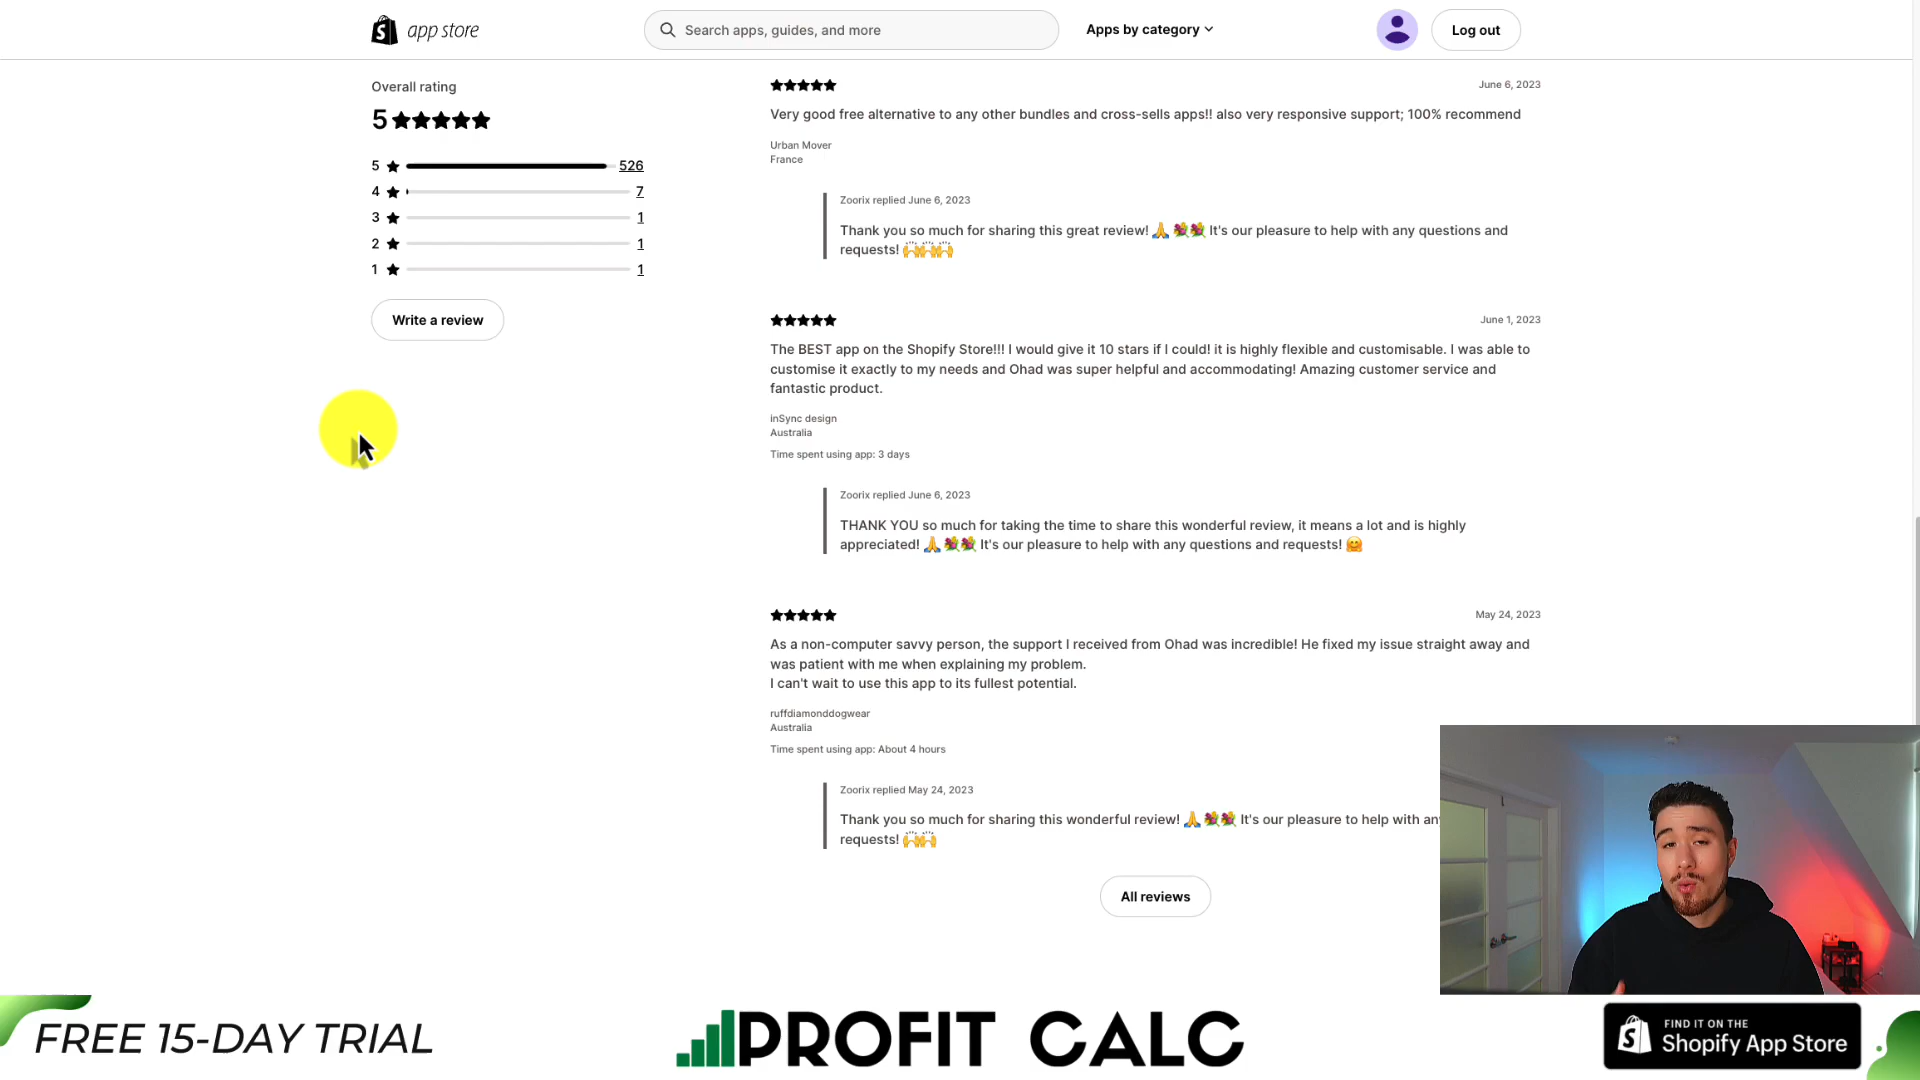 app store
Search apps, guides, and more
Apps by category
Log out
Overall rating
5
5 526
4 7
3 1
2 1
1 1
Write a review
June 6, 2023
Very good free alternative to any other bundles and cross-sells apps!! also very responsive support; 100% recommend
Urban Mover
France
Zoorix replied June 6, 2023
Thank you so much for sharing this great review! 🙏 💐💐 It's our pleasure to help with any questions and
requests! 🙌🙌🙌
June 1, 2023
The BEST app on the Shopify Store!!! I would give it 10 stars if I could! it is highly flexible and customisable. I was able to
customise it exactly to my needs and Ohad was super helpful and accommodating! Amazing customer service and
fantastic product.
inSync design
Australia
Time spent using app: 3 days
Zoorix replied June 6, 2023
THANK YOU so much for taking the time to share this wonderful review, it means a lot and is highly
appreciated! 🙏 💐💐 It's our pleasure to help with any questions and requests! 🤗
May 24, 2023
As a non-computer savvy person, the support I received from Ohad was incredible! He fixed my issue straight away and
was patient with me when explaining my problem.
I can't wait to use this app to its fullest potential.
ruffdiamonddogwear
Australia
Time spent using app: About 4 hours
Zoorix replied May 24, 2023
Thank you so much for sharing this wonderful review! 🙏 💐💐 It's our pleasure to help with any
requests! 🙌🙌
All reviews
FREE 15-DAY TRIAL
PROFIT CALC
FIND IT ON THE
Shopify App Store